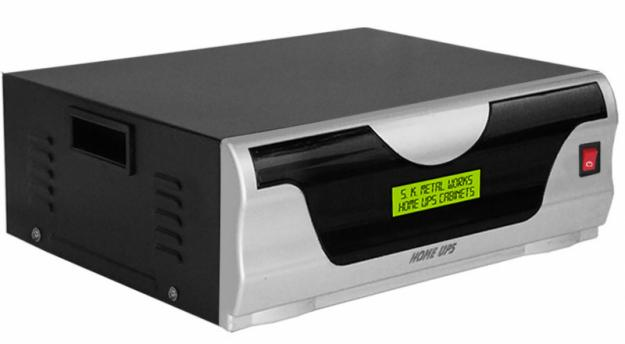 S. K. METAL WORKS
HOME UPS CABINETS
HOME UPS